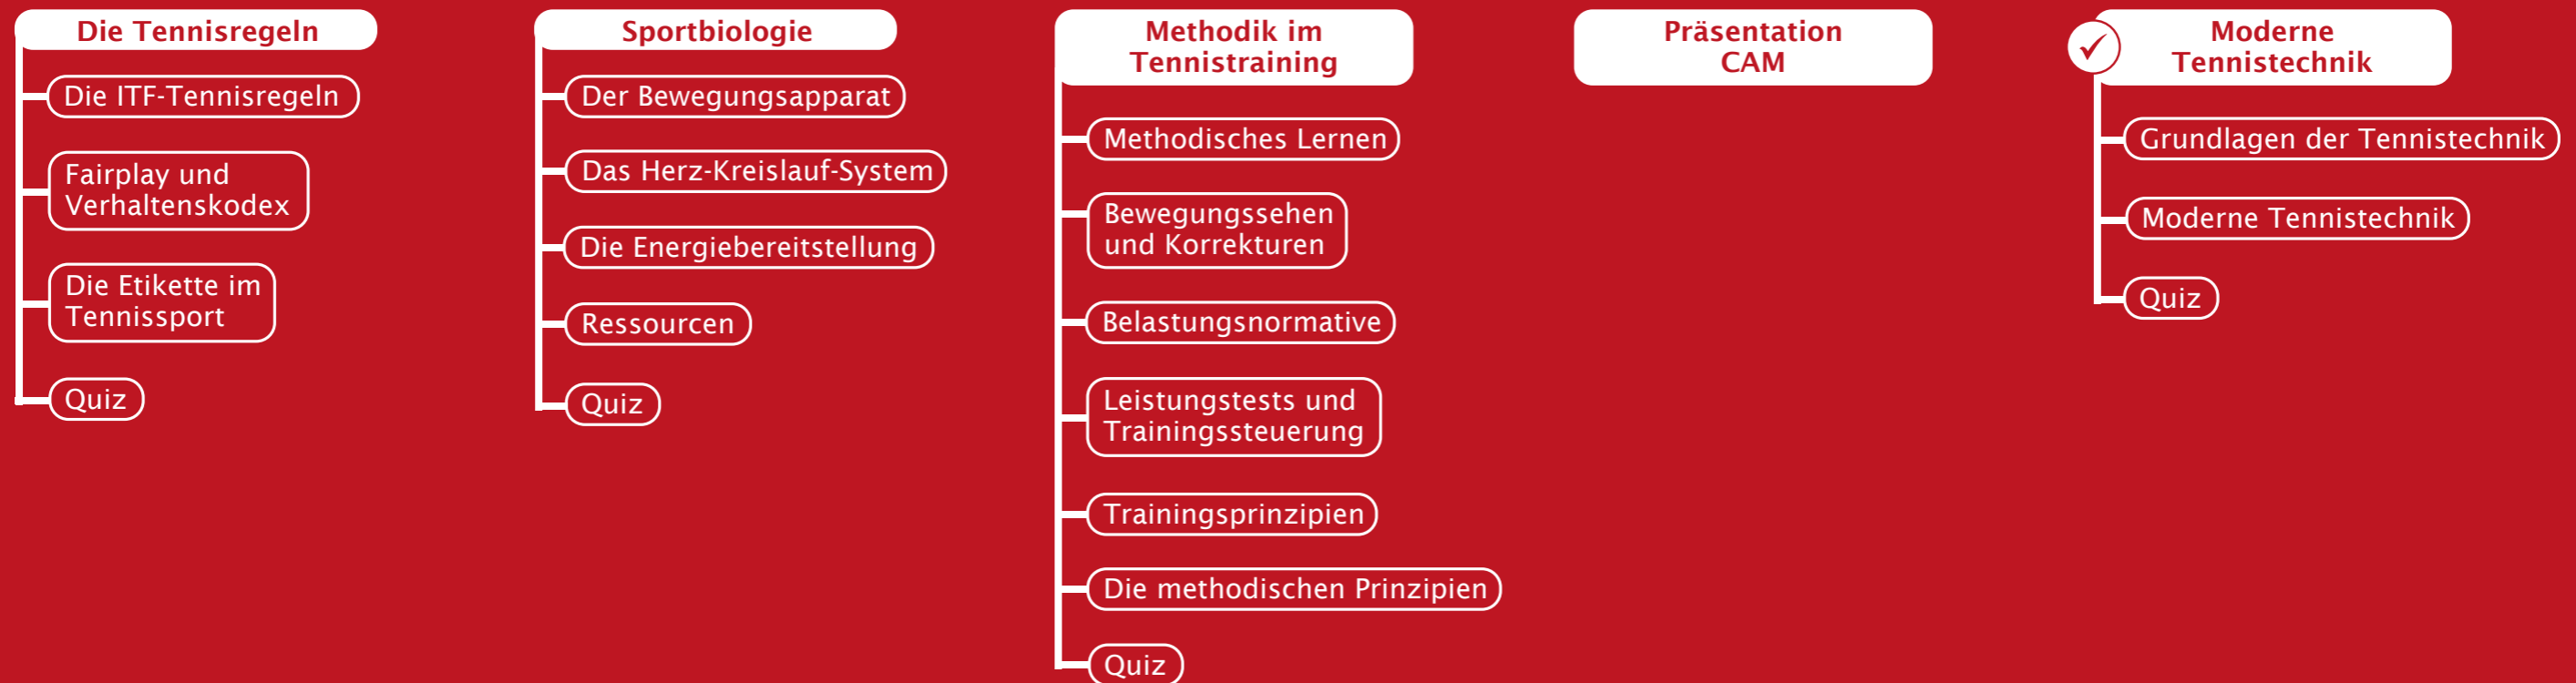 Die Tennisregeln
Die ITF-Tennisregeln
Fairplay und
Verhaltenskodex
Die Etikette im
Tennissport
Quiz
Sportbiologie
Der Bewegungsapparat
Das Herz-Kreislauf-System
Die Energiebereitstellung
Ressourcen
Quiz
Methodik im
Tennistraining
Methodisches Lernen
Bewegungssehen
und Korrekturen
Belastungsnormative
Leistungstests und
Trainingssteuerung
Trainingsprinzipien
Die methodischen Prinzipien
Quiz
Präsentation
CAM
Moderne
Tennistechnik
Grundlagen der Tennistechnik
Moderne Tennistechnik
Quiz